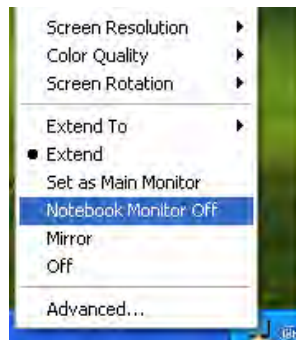 Screen Resolution
Color Quality
Screen Rotation
Extend To
Extend
Set as Main Monitor
Notebook Monitor Off
Mirror
Off
Advanced...